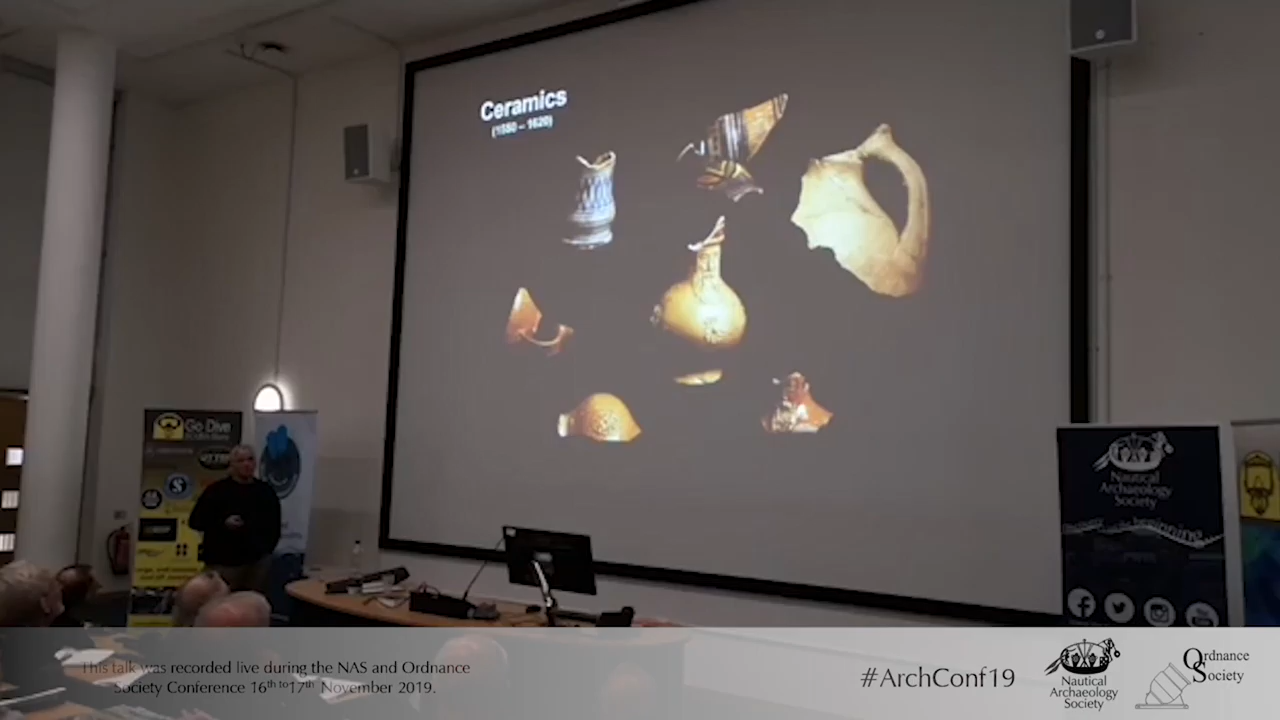 Ceramics
(1550 – 1620)
Go Dive
Nautical
Archaeology
Society
This talk was recorded live during the NAS and Ordnance
Society Conference 16th to 17th November 2019.
#ArchConf19
Nautical
Archaeology
Society
Ordnance
Society